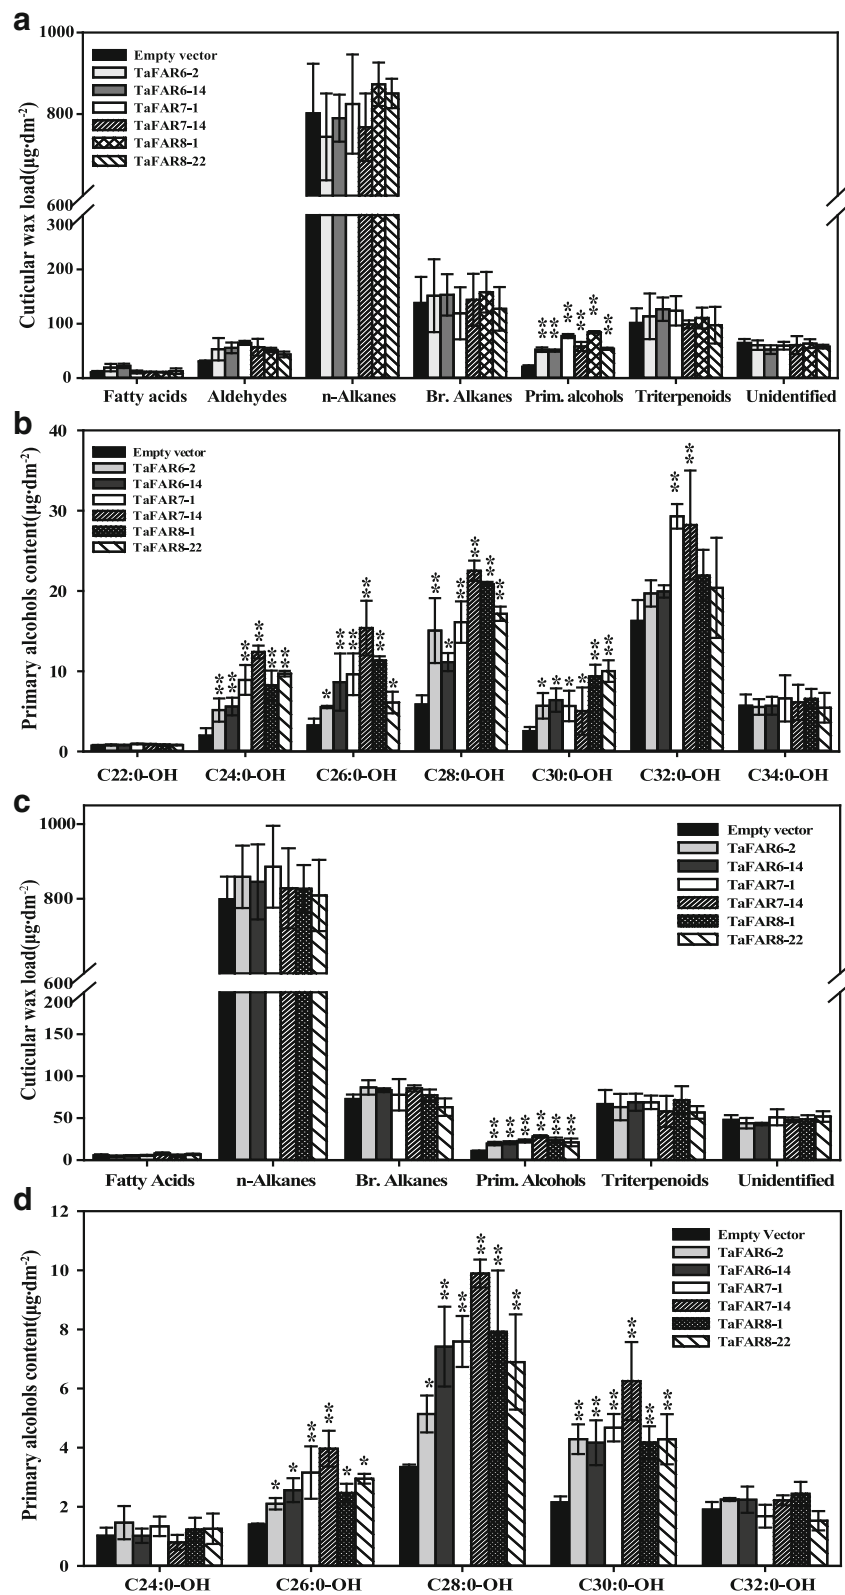 a
1000
800
600
300
200
100
0
Cuticular wax load(μg·dm-2)
Empty vector
TaFAR6-2
TaFAR6-14
TaFAR7-1
TaFAR7-14
TaFAR8-1
TaFAR8-22
** ** ** ** ** **
Fatty acids Aldehydes n-Alkanes Br. Alkanes Prim. alcohols Triterpenoids Unidentified
b
40
30
20
10
0
Primary alcohols content(μg·dm-2)
Empty vector
TaFAR6-2
TaFAR6-14
TaFAR7-1
TaFAR7-14
TaFAR8-1
TaFAR8-22
** ** ** ** ** ** * ** ** ** ** * ** * ** ** ** ** * * * * ** ** ** **
C22:0-OH C24:0-OH C26:0-OH C28:0-OH C30:0-OH C32:0-OH C34:0-OH
c
1000
800
600
200
150
100
50
0
Cuticular wax load(μg·dm-2)
Empty vector
TaFAR6-2
TaFAR6-14
TaFAR7-1
TaFAR7-14
TaFAR8-1
TaFAR8-22
** ** ** ** ** **
Fatty Acids n-Alkanes Br. Alkanes Prim. Alcohols Triterpenoids Unidentified
d
12
10
8
6
4
2
0
Primary alcohols content(μg·dm-2)
Empty Vector
TaFAR6-2
TaFAR6-14
TaFAR7-1
TaFAR7-14
TaFAR8-1
TaFAR8-22
* * ** ** * * * ** ** ** ** ** ** ** ** ** ** **
C24:0-OH C26:0-OH C28:0-OH C30:0-OH C32:0-OH